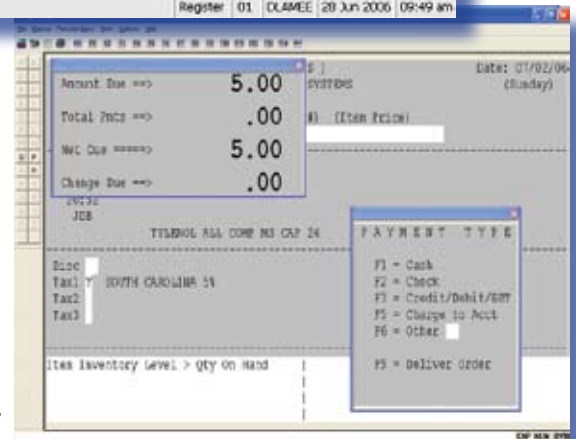 Register 01 DLAMEE 28 Jun 2006 09:49 am
Date: 07/02/06
SYSTEMS (Sunday)
Amount Due ==> 5.00
Total Pmts ==> .00
(Item Price)
Net Due =====> 5.00
Change Due ==> .00
JOB
TYLENOL ALL COMP NS CAP 24
PAYMENT TYPE
F1 = Cash
F2 = Check
F3 = Credit/Debit/EBT
F5 = Charge to Acct
F6 = Other
Disc
Tax1 Y SOUTH CAROLINA 5%
Tax2
Tax3
Item Inventory Level > Qty On Hand
= Deliver Order